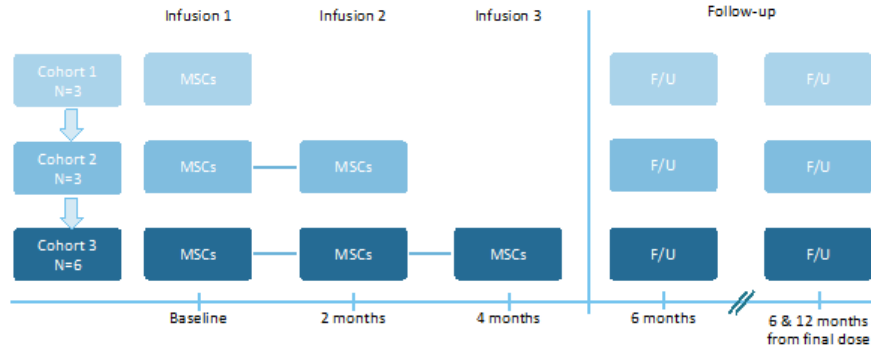 Infusion 1
Infusion 2
Infusion 3
Follow-up
Cohort 1
N=3
MSCs
F/U
F/U
Cohort 2
N=3
MSCs
MSCs
F/U
F/U
Cohort 3
N=6
MSCs
MSCs
MSCs
F/U
F/U
Baseline
2 months
4 months
6 months
6 & 12 months
from final dose